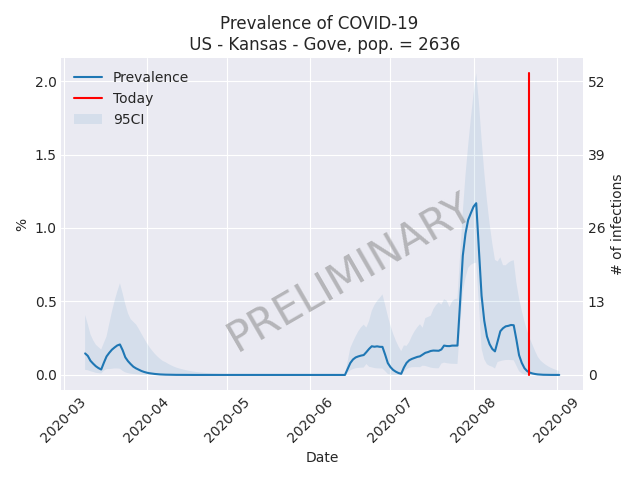 Prevalence of COVID-19
US - Kansas - Gove, pop. = 2636
Prevalence
Today
95CI
2.0
1.5
1.0
0.5
0.0
%
52
39
26
13
0
# of infections
PRELIMINARY
2020-03
2020-04
2020-05
2020-06
2020-07
2020-08
2020-09
Date